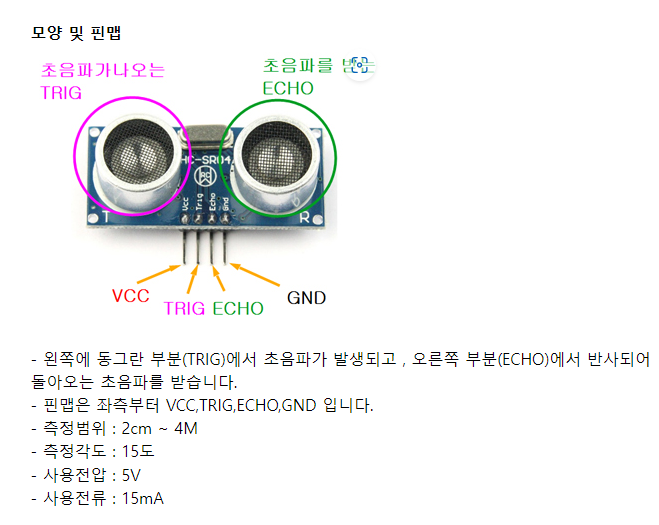 모양 및 핀맵
초음파가나오는
TRIG
초음파를 받는
ECHO
HC-SR04
Vcc
Trig
Echo
Gnd
T
R
VCC
TRIG
ECHO
GND
- 왼쪽에 동그란 부분(TRIG)에서 초음파가 발생되고 , 오른쪽 부분(ECHO)에서 반사되어
돌아오는 초음파를 받습니다.
- 핀맵은 좌측부터 VCC,TRIG,ECHO,GND 입니다.
- 측정범위 : 2cm ~ 4M
- 측정각도 : 15도
- 사용전압 : 5V
- 사용전류 : 15mA